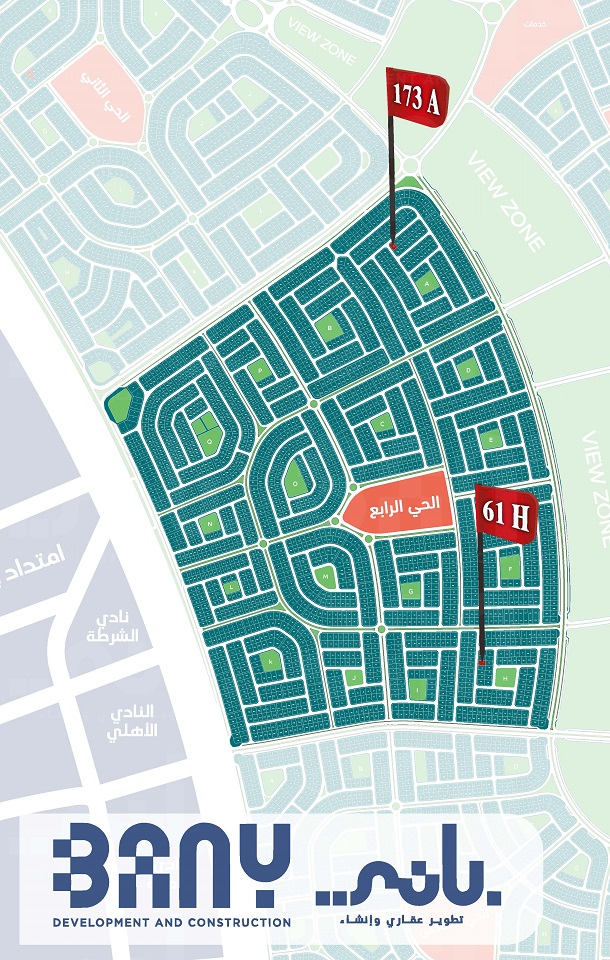 خدمات
VIEW ZONE
الحي الثاني
173 A
VIEW ZONE
A
B
P
D
Q
C
E
O
الحي الرابع
61 H
VIEW ZONE
N
امتداد
F
M
L
G
نادي
الشرطة
K
J
I
H
النادي
الأهلي
BANY
باني
DEVELOPMENT AND CONSTRUCTION
تطوير عقاري وإنشاء